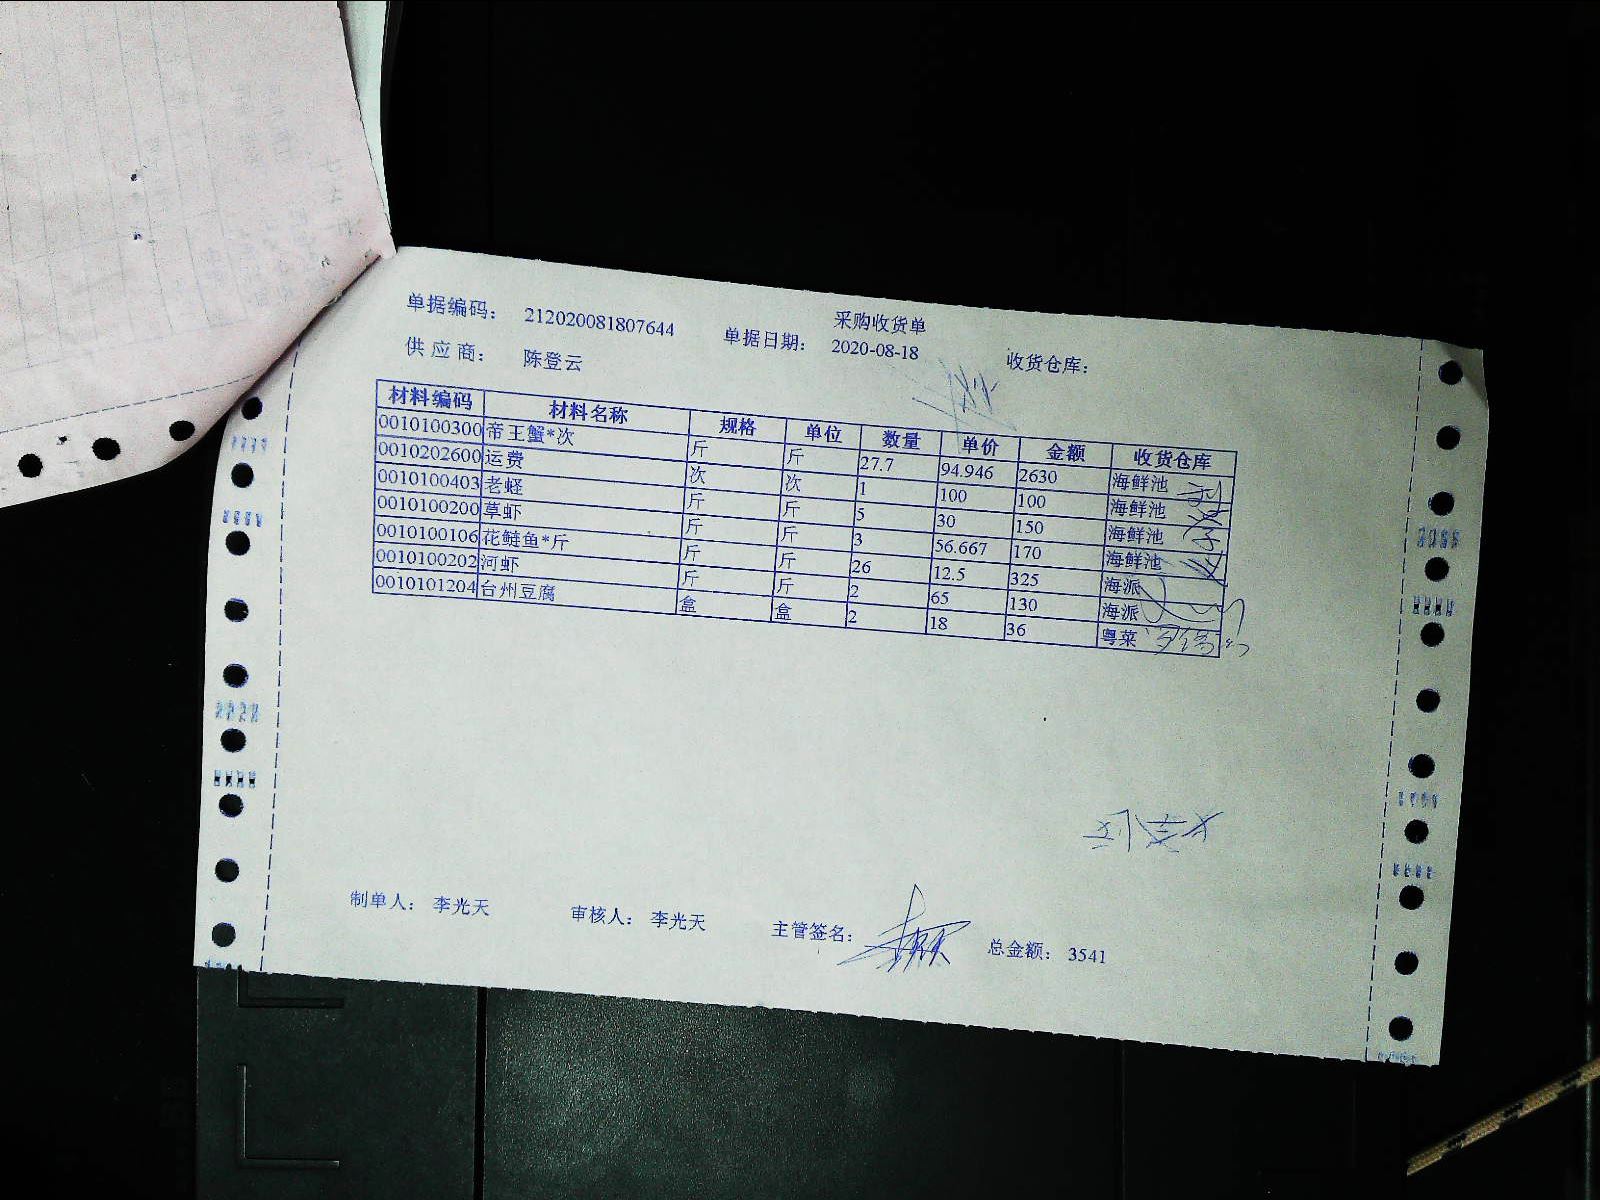 采购收货单
单据编码： 212020081807644 单据日期： 2020-08-18 收货仓库：
供应商： 陈登云
材料编码 材料名称 规格 单位 数量 单价 金额 收货仓库
0010100300 帝王蟹*次 斤 斤 27.7 94.946 2630 海鲜池
0010202600 运费 次 次 1 100 100 海鲜池
0010100403 老蛏 斤 斤 5 30 150 海鲜池
0010100200 草虾 斤 斤 3 56.667 170 海鲜池
0010100106 花鲢鱼*斤 斤 斤 26 12.5 325 海派
0010100202 河虾 斤 斤 2 65 130 海派
0010101204 台州豆腐 盒 盒 2 18 36 粤菜
制单人： 李光天 审核人： 李光天 主管签名： 总金额： 3541